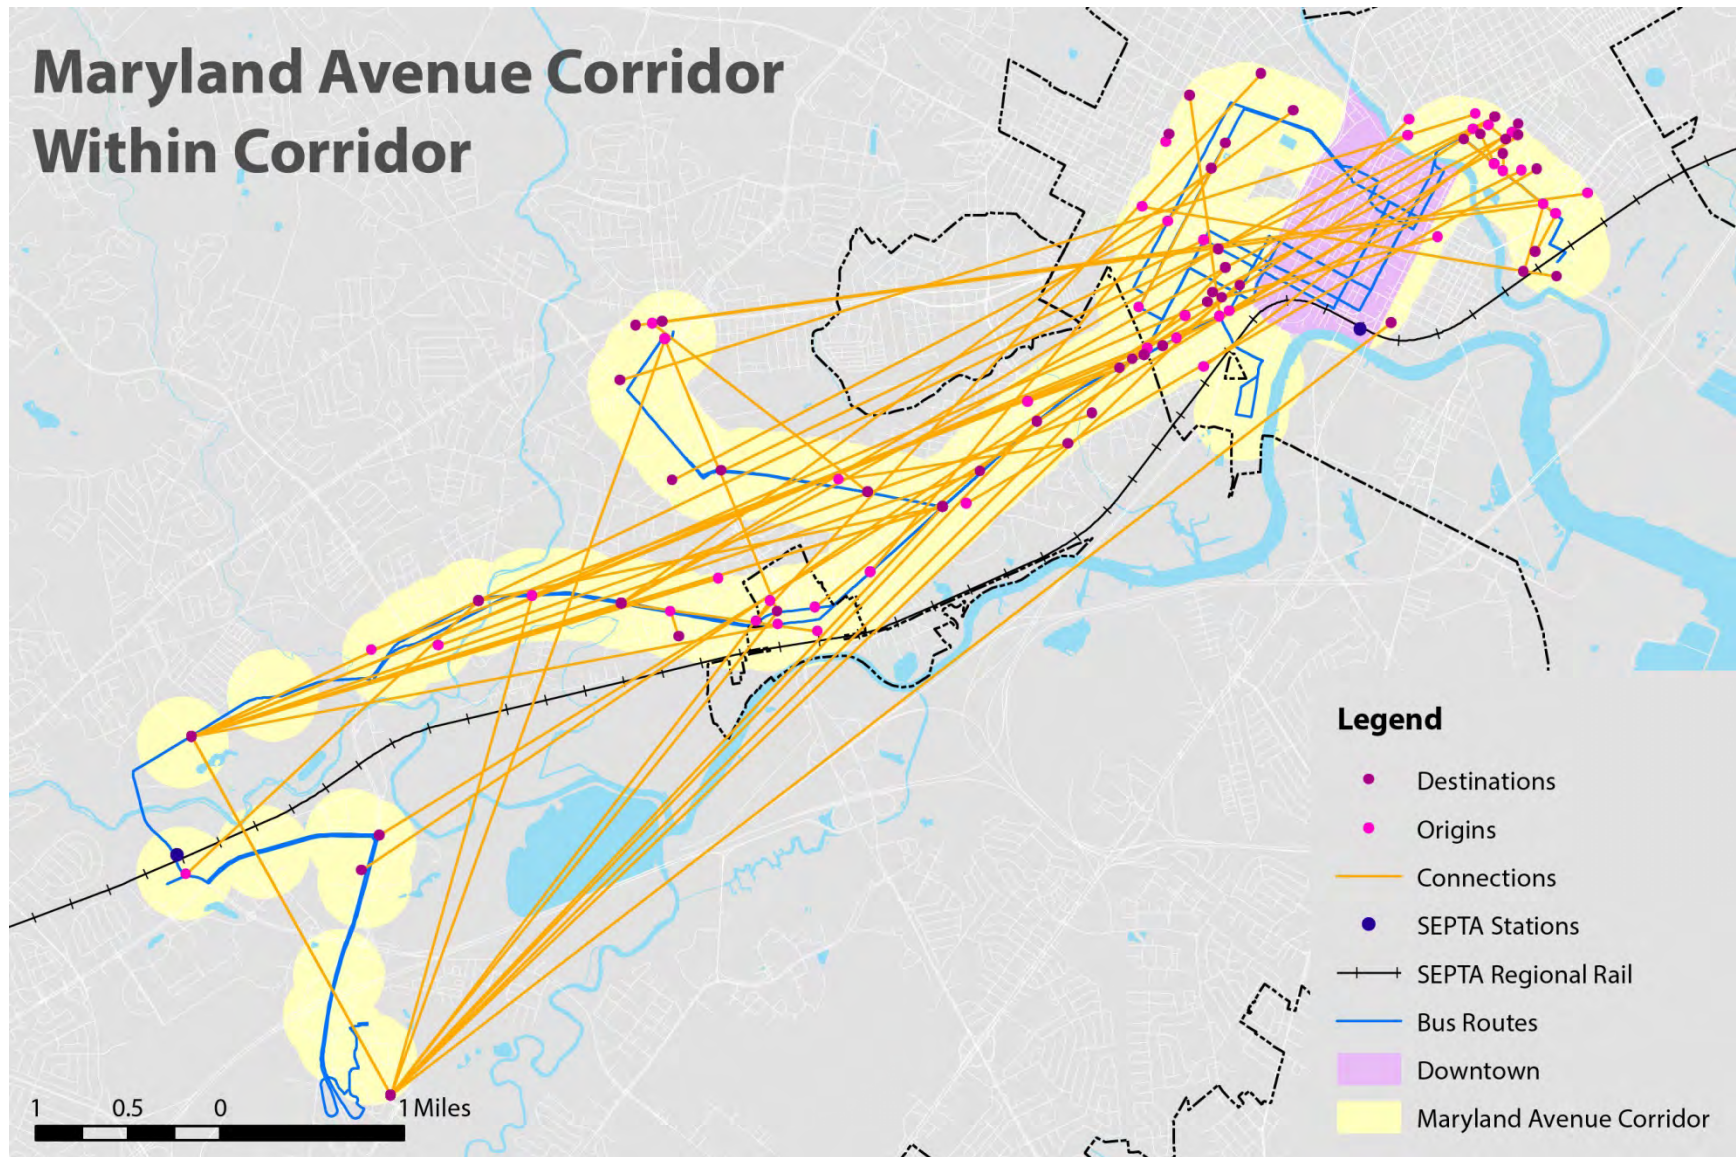 Maryland Avenue Corridor
Within Corridor
Legend
Destinations
Origins
Connections
SEPTA Stations
SEPTA Regional Rail
Bus Routes
Downtown
Maryland Avenue Corridor
1 0.5 0 1 Miles